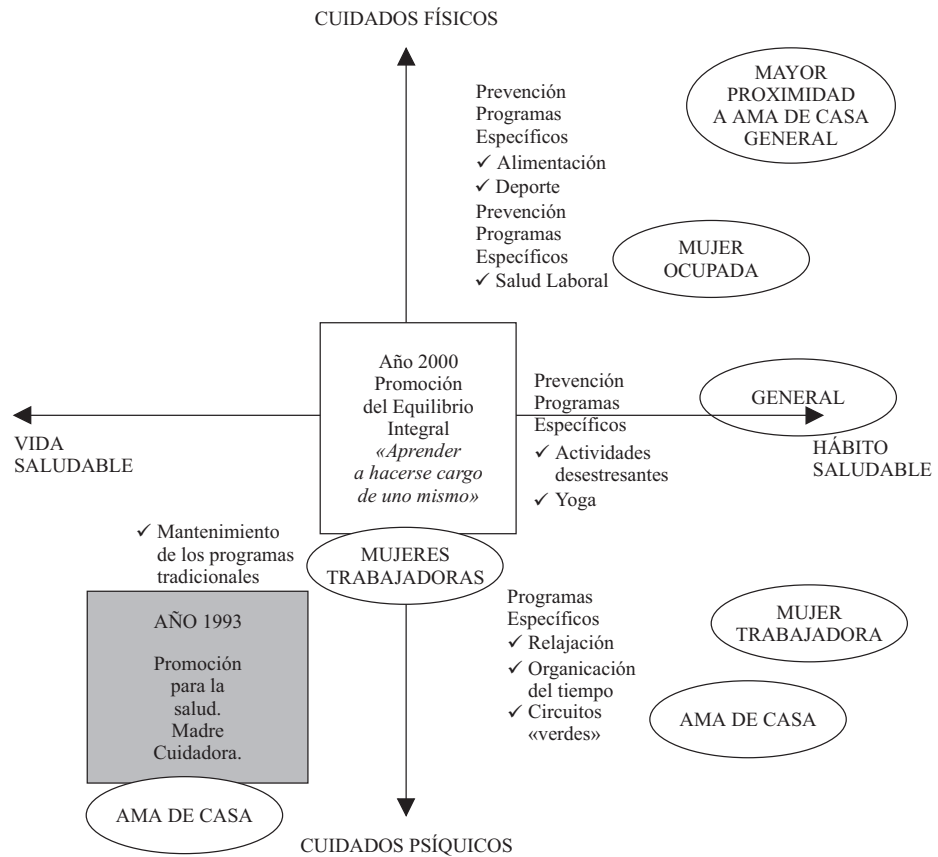 CUIDADOS FÍSICOS
MAYOR
PROXIMIDAD
A AMA DE CASA
GENERAL
Prevención
Programas
Específicos
✓ Alimentación
✓ Deporte
Prevención
Programas
Específicos
✓ Salud Laboral
MUJER
OCUPADA
Año 2000
Promoción
del Equilibrio
Integral
«Aprender
a hacerse cargo
de uno mismo»
Prevención
Programas
Específicos
✓ Actividades
desestresantes
✓ Yoga
GENERAL
VIDA
SALUDABLE
HÁBITO
SALUDABLE
✓ Mantenimiento
de los programas
tradicionales
MUJERES
TRABAJADORAS
AÑO 1993
Promoción
para la
salud.
Madre
Cuidadora.
AMA DE CASA
Programas
Específicos
✓ Relajación
✓ Organicación
del tiempo
✓ Circuitos
«verdes»
MUJER
TRABAJADORA
AMA DE CASA
CUIDADOS PSÍQUICOS